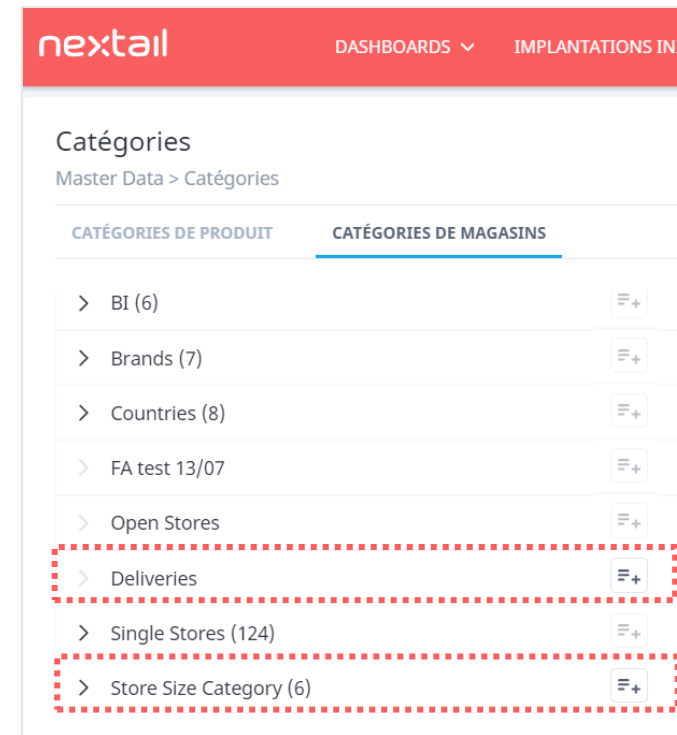 nextail
DASHBOARDS
IMPLANTATIONS
Catégories
Master Data > Catégories
CATÉGORIES DE PRODUIT
CATÉGORIES DE MAGASINS
BI (6)
Brands (7)
Countries (8)
FA test 13/07
Open Stores
Deliveries
Single Stores (124)
Store Size Category (6)